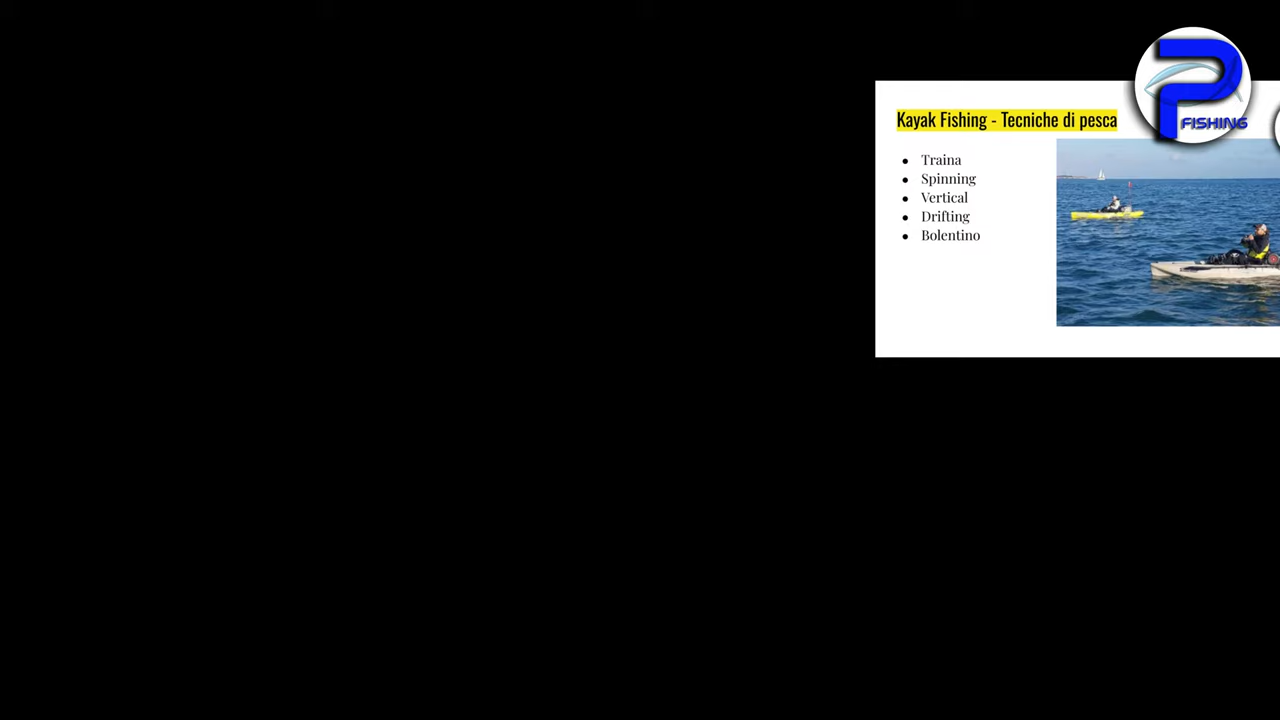 Kayak Fishing - Tecniche di pesca
● Traina
● Spinning
● Vertical
● Drifting
● Bolentino
P FISHING